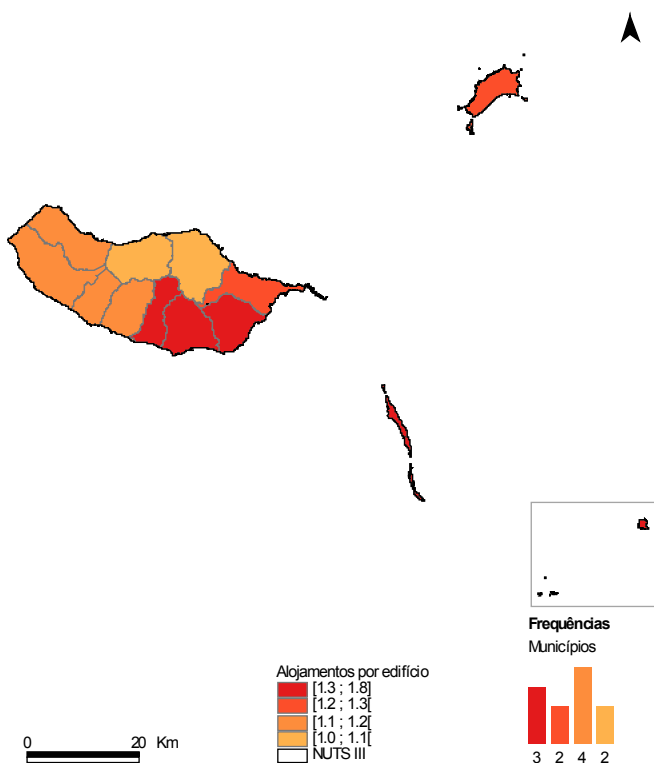 Frequências
Municípios
3 2 4 2
Alojamentos por edifício
[1.3 ; 1.8]
[1.2 ; 1.3[
[1.1 ; 1.2[
[1.0 ; 1.1[
NUTS III
0 20 Km